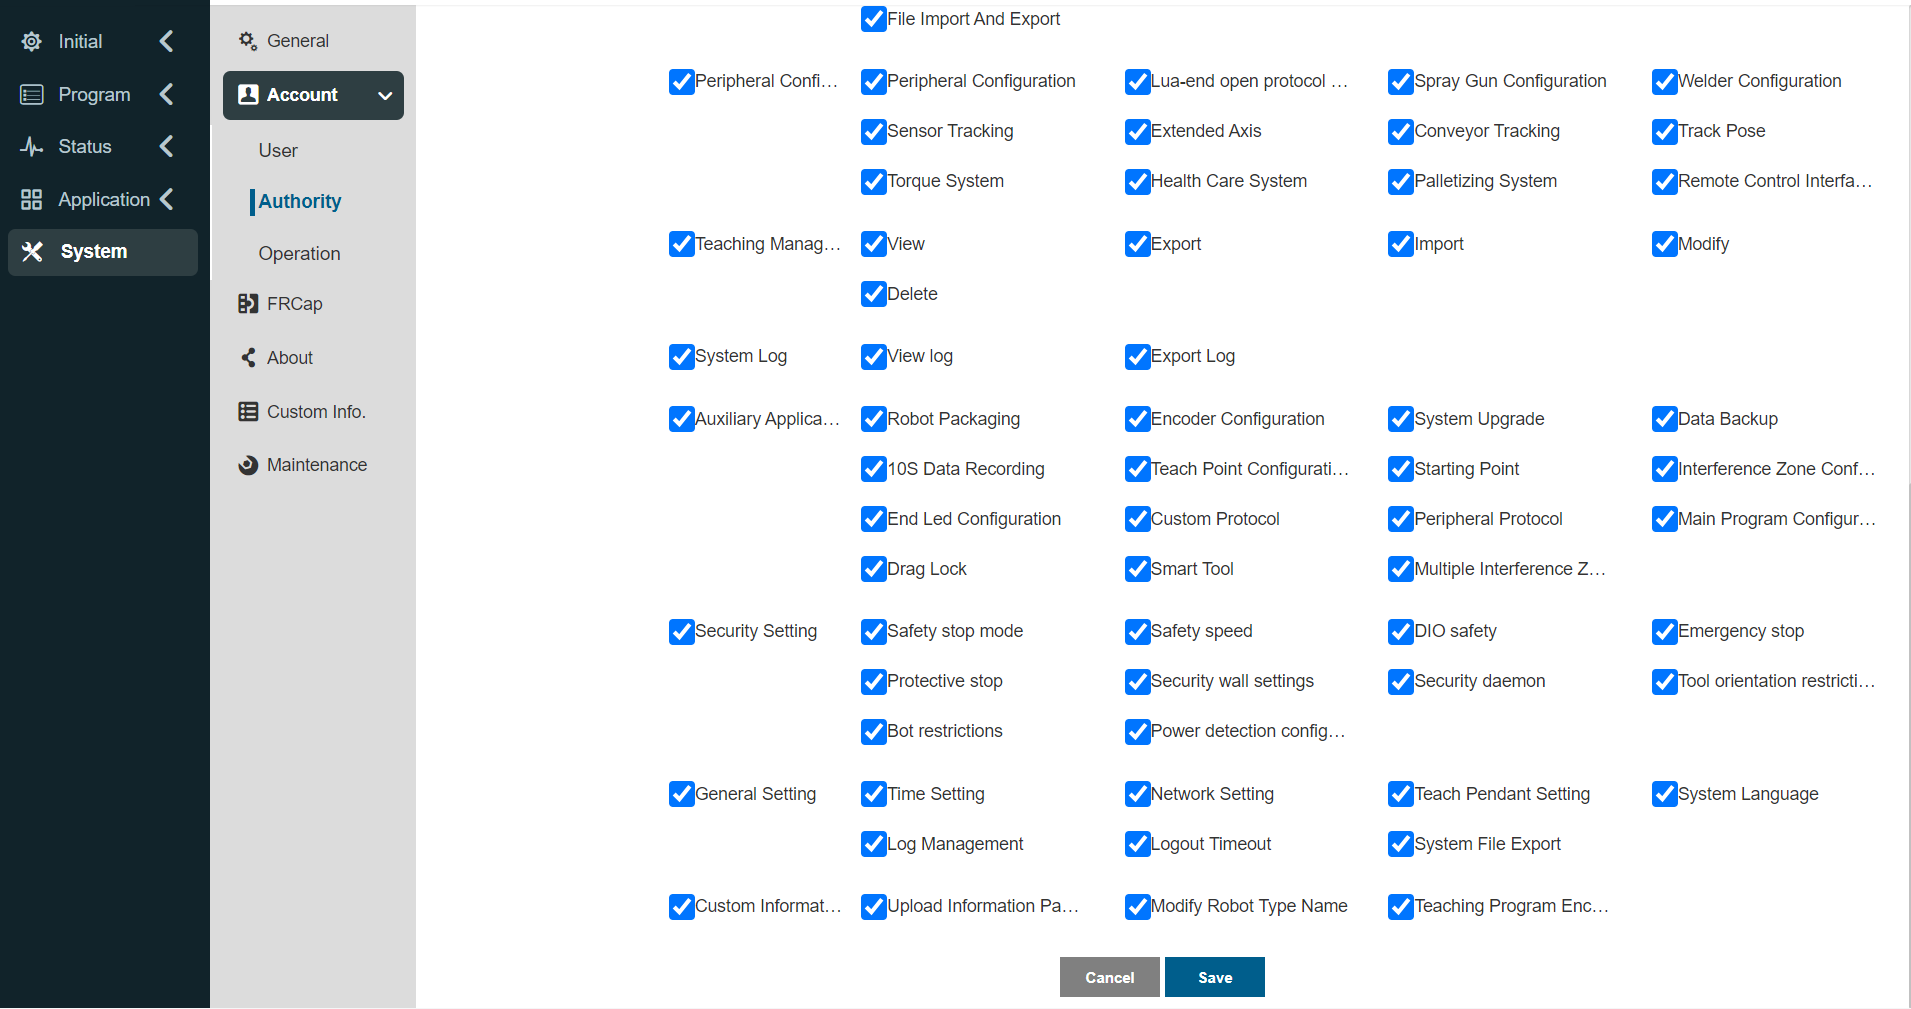 Initial
Program
Status
Application
System
General
Account
User
Authority
Operation
FRCap
About
Custom Info.
Maintenance
File Import And Export
Peripheral Confi… Peripheral Configuration Lua-end open protocol … Spray Gun Configuration Welder Configuration
Sensor Tracking Extended Axis Conveyor Tracking Track Pose
Torque System Health Care System Palletizing System Remote Control Interfa…
Teaching Manag… View Export Import Modify
Delete
System Log View log Export Log
Auxiliary Applica… Robot Packaging Encoder Configuration System Upgrade Data Backup
10S Data Recording Teach Point Configurati… Starting Point Interference Zone Conf…
End Led Configuration Custom Protocol Peripheral Protocol Main Program Configur…
Drag Lock Smart Tool Multiple Interference Z…
Security Setting Safety stop mode Safety speed DIO safety Emergency stop
Protective stop Security wall settings Security daemon Tool orientation restricti…
Bot restrictions Power detection config…
General Setting Time Setting Network Setting Teach Pendant Setting System Language
Log Management Logout Timeout System File Export
Custom Informat… Upload Information Pa… Modify Robot Type Name Teaching Program Enc…
Cancel Save